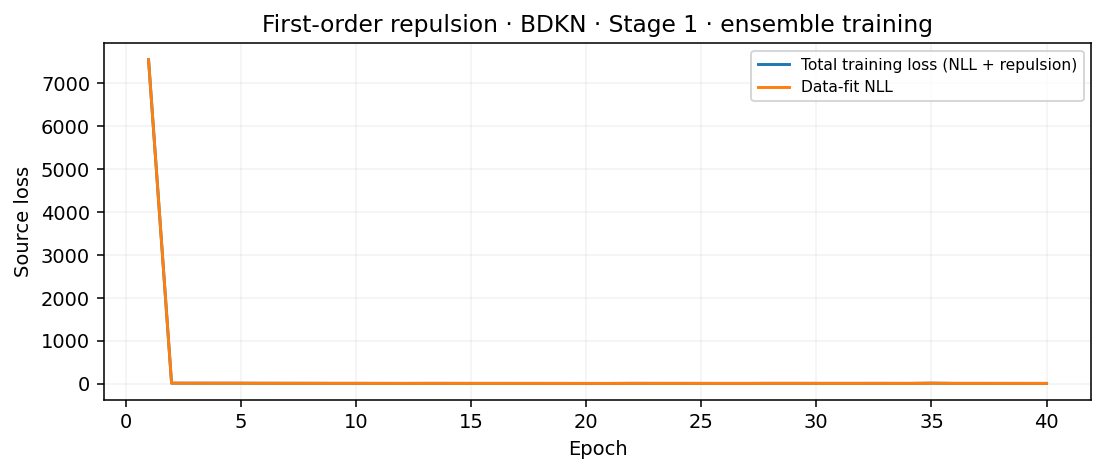 First-order repulsion · BDKN · Stage 1 · ensemble training
Total training loss (NLL + repulsion)
Data-fit NLL
Source loss
7000
6000
5000
4000
3000
2000
1000
0
0 5 10 15 20 25 30 35 40
Epoch